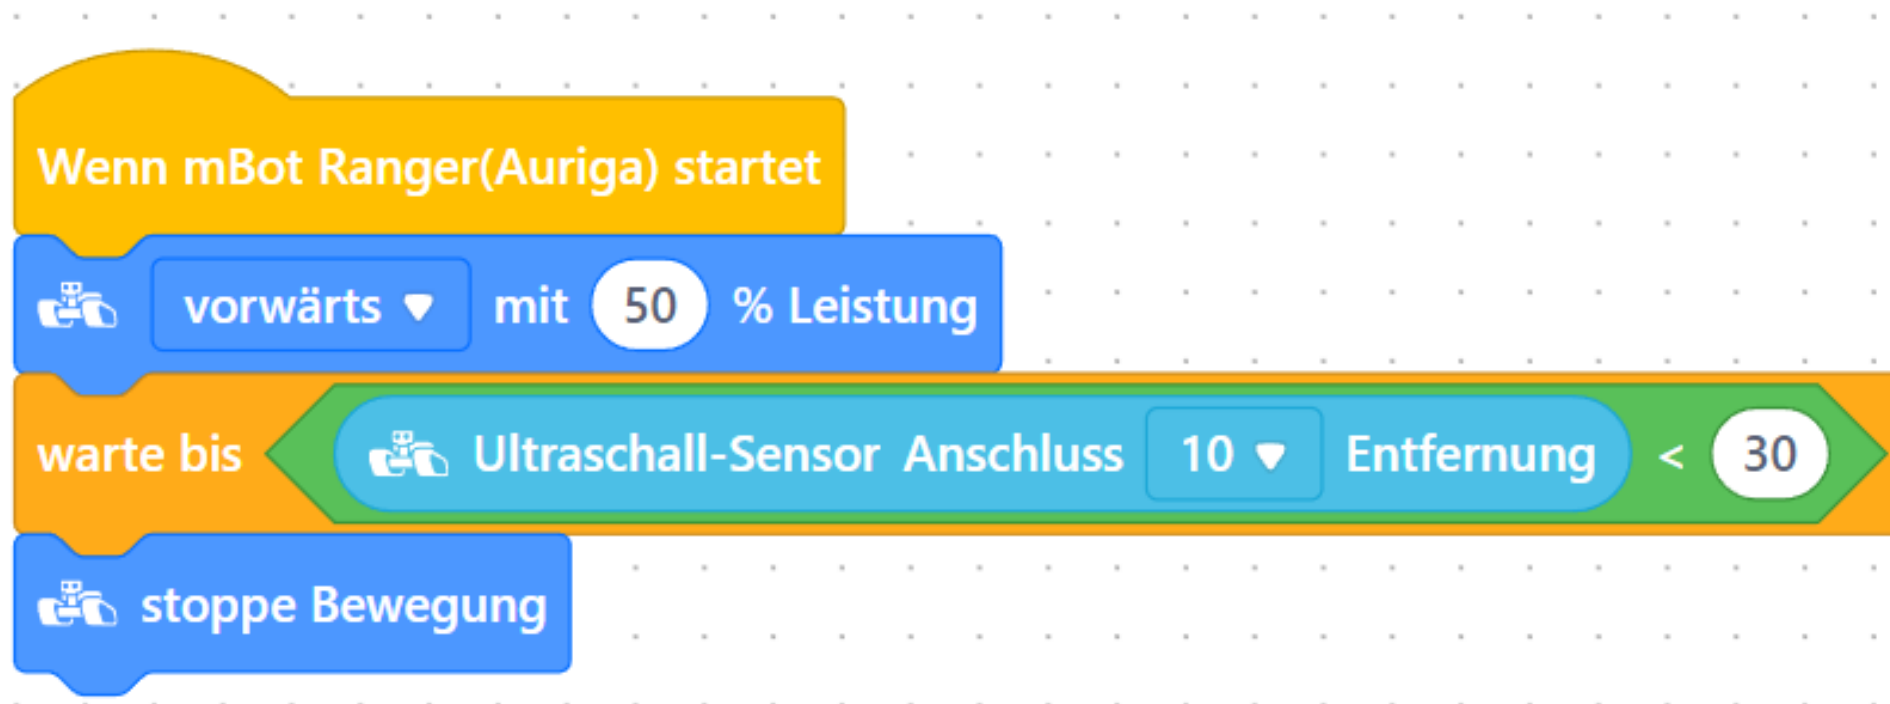 Wenn mBot Ranger(Auriga) startet
vorwärts mit 50 % Leistung
warte bis Ultraschall-Sensor Anschluss 10 Entfernung < 30
stoppe Bewegung